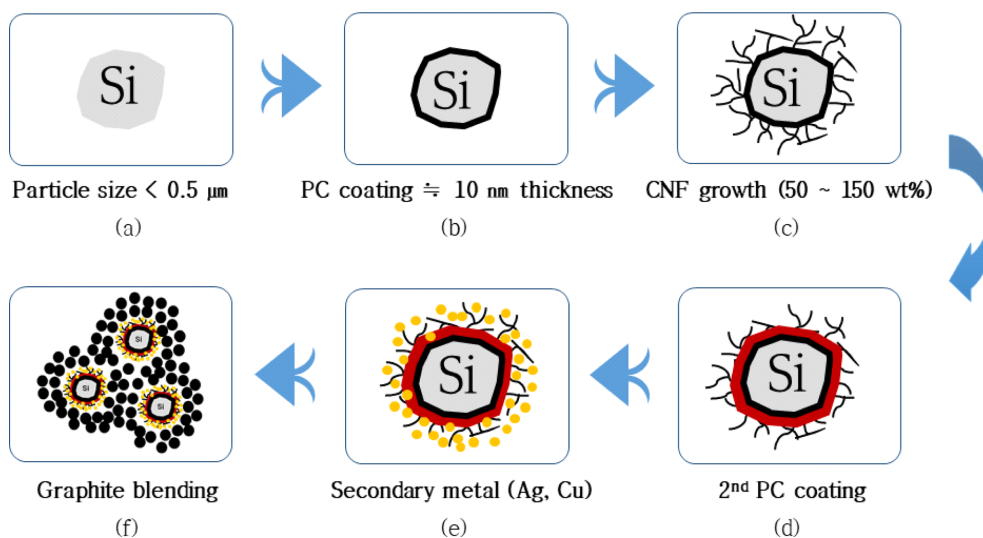 Si
Particle size < 0.5 μm
(a)
Si
PC coating ≒ 10 nm thickness
(b)
Si
CNF growth (50 ~ 150 wt%)
(c)
Si
2nd PC coating
(d)
Si
Secondary metal (Ag, Cu)
(e)
Si
Si
Si
Graphite blending
(f)